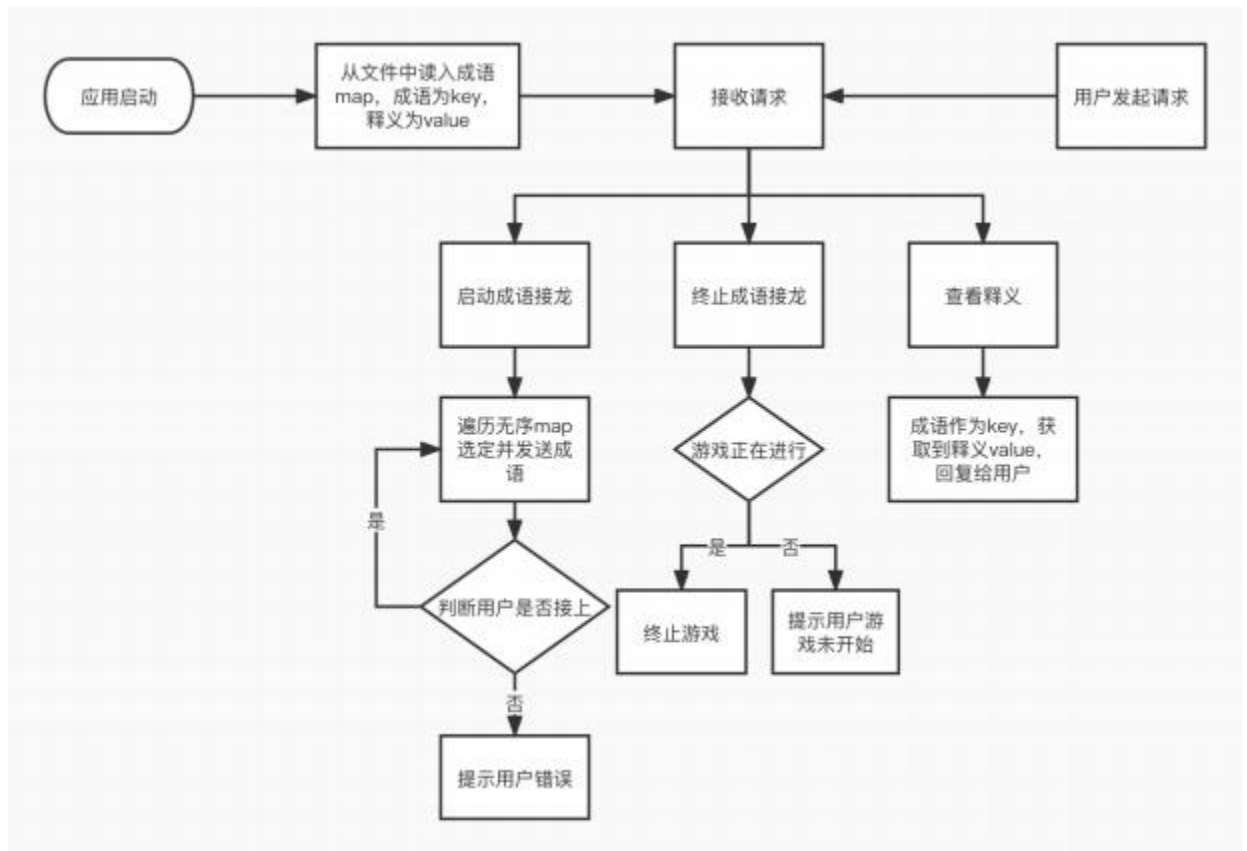 应用启动
从文件中读入成语
map，成语为key，
释义为value
接收请求
用户发起请求
启动成语接龙
终止成语接龙
查看释义
遍历无序map
选定并发送成
语
游戏正在进行
成语作为key，获
取到释义value，
回复给用户
是
是
否
判断用户是否接上
终止游戏
提示用户游
戏未开始
否
提示用户错误